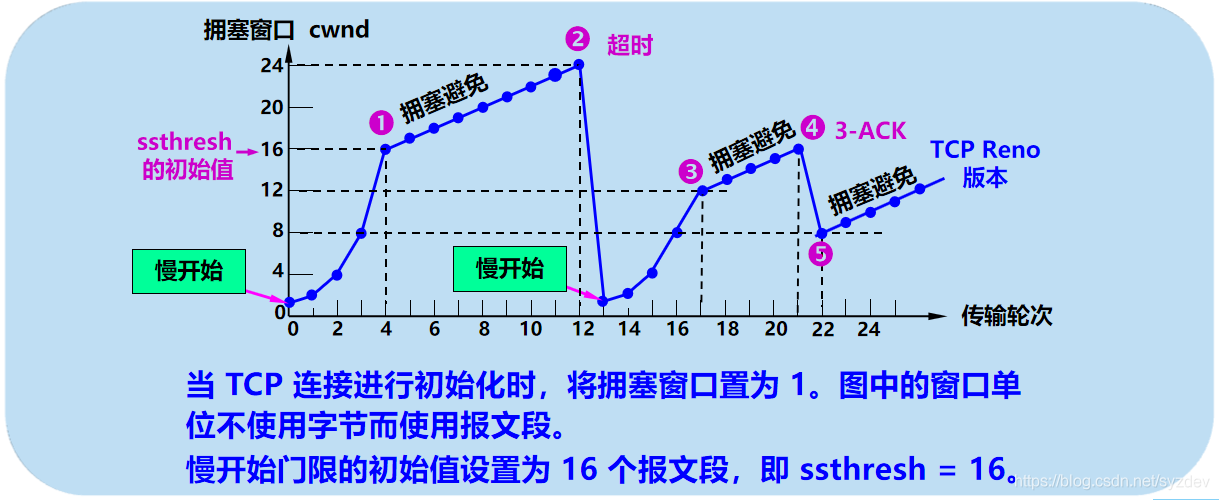 拥塞窗口 cwnd
❷ 超时
24
拥塞避免
20
❶
ssthresh
的初始值
16
拥塞避免
❹ 3-ACK
❸
TCP Reno
版本
12
拥塞避免
8
❺
慢开始
慢开始
4
0
0 2 4 6 8 10 12 14 16 18 20 22 24
传输轮次
当 TCP 连接进行初始化时，将拥塞窗口置为 1。图中的窗口单
位不使用字节而使用报文段。
慢开始门限的初始值设置为 16 个报文段，即 ssthresh = 16。
https://blog.csdn.net/syzdev